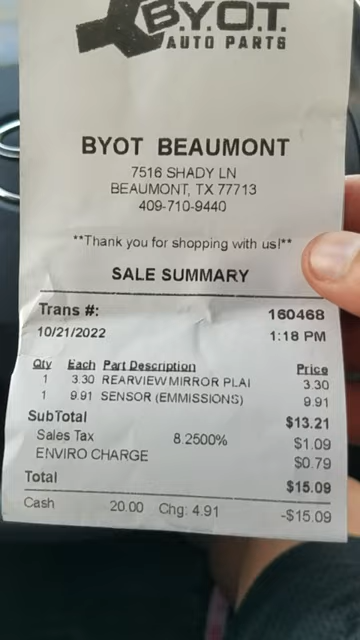 B.Y.O.T.
AUTO PARTS
BYOT BEAUMONT
7516 SHADY LN
BEAUMONT, TX 77713
409-710-9440
**Thank you for shopping with us!**
SALE SUMMARY
Trans #: 160468
10/21/2022 1:18 PM
Qty Each Part Description Price
1 3.30 REARVIEW MIRROR PLAI 3.30
1 9.91 SENSOR (EMMISSIONS) 9.91
SubTotal $13.21
Sales Tax 8.2500% $1.09
ENVIRO CHARGE $0.79
Total $15.09
Cash 20.00 Chg: 4.91 -$15.09